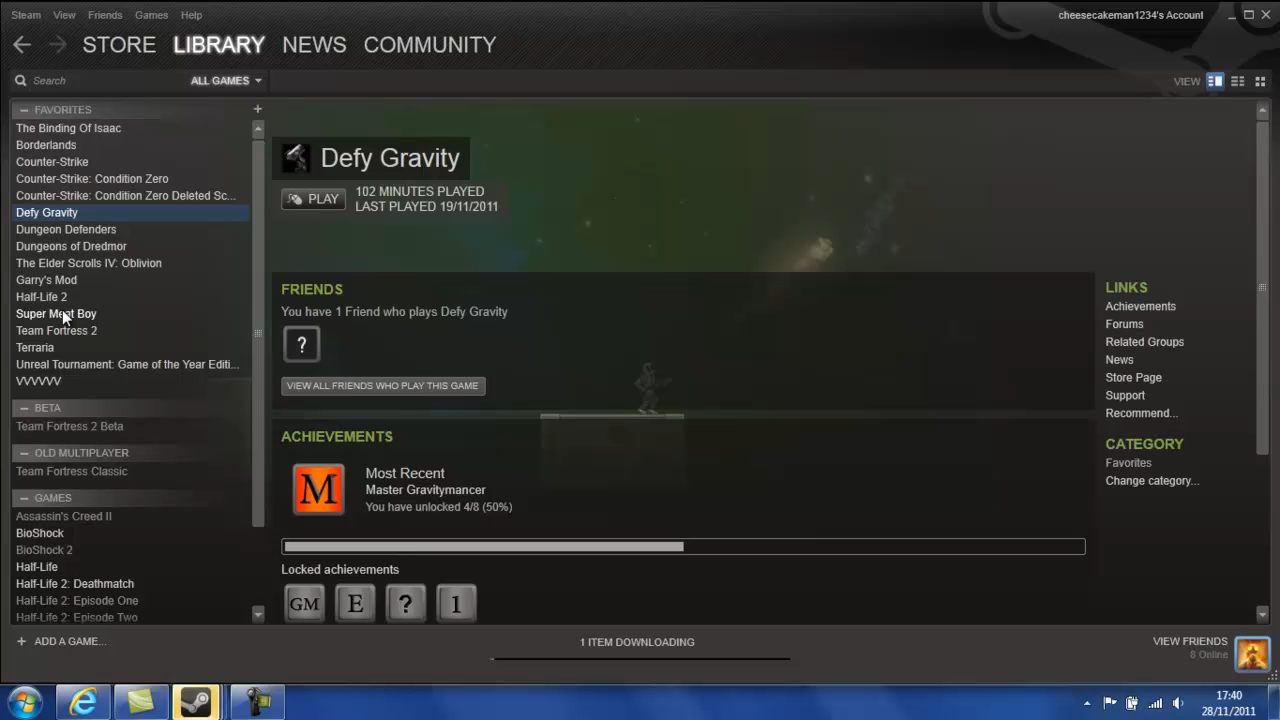 Steam View Friends Games Help cheesecakeman1234's Account
STORE LIBRARY NEWS COMMUNITY
Search ALL GAMES VIEW
FAVORITES +
The Binding Of Isaac
Borderlands
Counter-Strike
Counter-Strike: Condition Zero
Counter-Strike: Condition Zero Deleted Sc...
Defy Gravity
Dungeon Defenders
Dungeons of Dredmor
The Elder Scrolls IV: Oblivion
Garry's Mod
Half-Life 2
Super Meat Boy
Team Fortress 2
Terraria
Unreal Tournament: Game of the Year Editi...
VVVVVV
BETA
Team Fortress 2 Beta
OLD MULTIPLAYER
Team Fortress Classic
GAMES
Assassin's Creed II
BioShock
BioShock 2
Half-Life
Half-Life 2: Deathmatch
Half-Life 2: Episode One
Half-Life 2: Episode Two
+ ADD A GAME...
Defy Gravity
PLAY
102 MINUTES PLAYED
LAST PLAYED 19/11/2011
FRIENDS
You have 1 Friend who plays Defy Gravity
?
VIEW ALL FRIENDS WHO PLAY THIS GAME
ACHIEVEMENTS
M
Most Recent
Master Gravitymancer
You have unlocked 4/8 (50%)
Locked achievements
GM E ? 1
LINKS
Achievements
Forums
Related Groups
News
Store Page
Support
Recommend...
CATEGORY
Favorites
Change category...
1 ITEM DOWNLOADING
VIEW FRIENDS
8 Online
17:40
28/11/2011